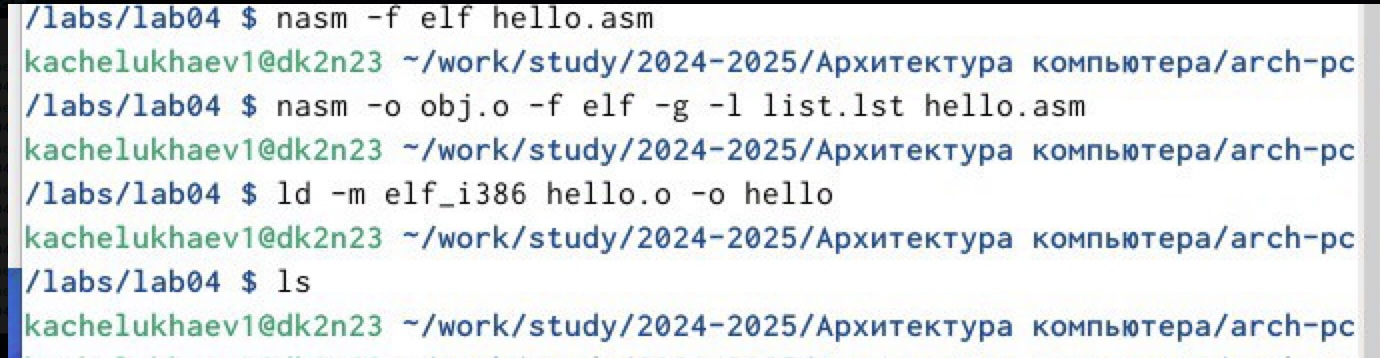 /labs/lab04 $ nasm -f elf hello.asm
kachelukhaev1@dk2n23 ~/work/study/2024-2025/Архитектура компьютера/arch-pc
/labs/lab04 $ nasm -o obj.o -f elf -g -l list.lst hello.asm
kachelukhaev1@dk2n23 ~/work/study/2024-2025/Архитектура компьютера/arch-pc
/labs/lab04 $ ld -m elf_i386 hello.o -o hello
kachelukhaev1@dk2n23 ~/work/study/2024-2025/Архитектура компьютера/arch-pc
/labs/lab04 $ ls
kachelukhaev1@dk2n23 ~/work/study/2024-2025/Архитектура компьютера/arch-pc